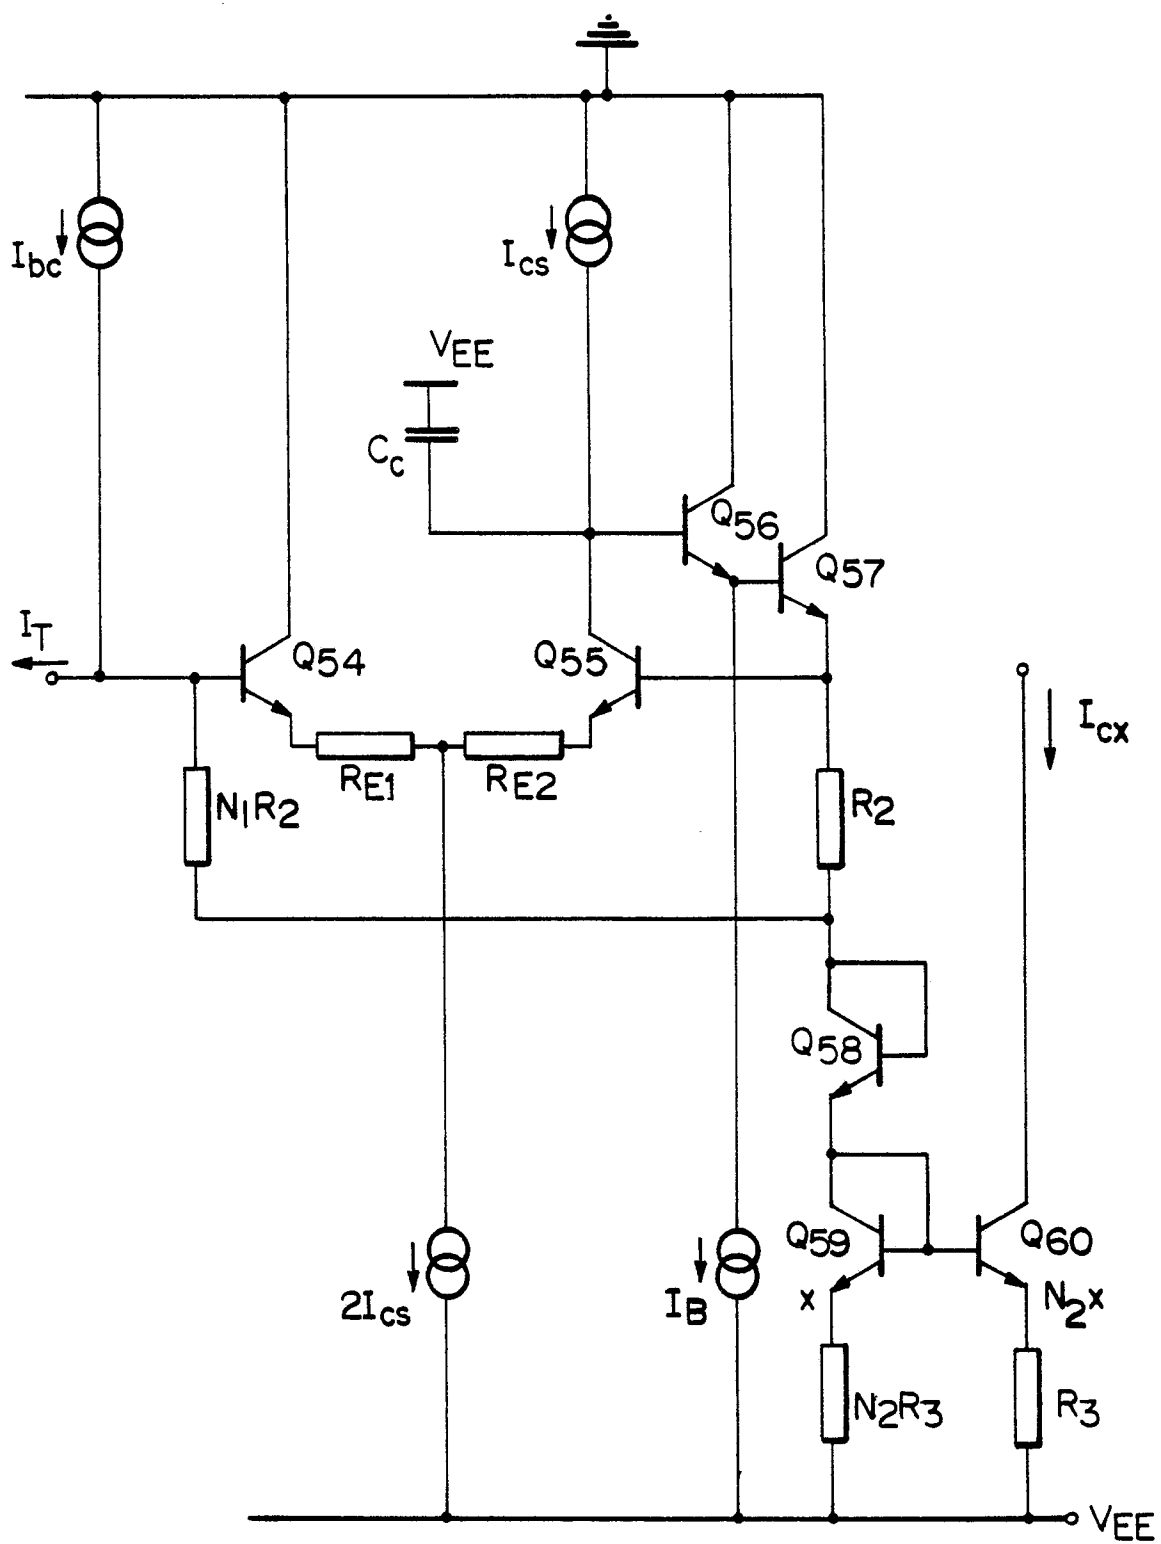 Ibc
Ics
VEE
Cc
Q56
Q57
IT
Q54
Q55
Icx
RE1
RE2
N1R2
R2
Q58
Q59
Q60
2Ics
IB
x
N2x
N2R3
R3
VEE